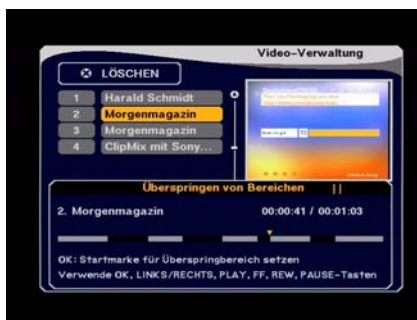 Video-Verwaltung
LÖSCHEN
1 Harald Schmidt
2 Morgenmagazin
3 Morgenmagazin
4 ClipMix mit Sony...
Überspringen von Bereichen
2. Morgenmagazin 00:00:41 / 00:01:03
OK: Startmarke für Überspringbereich setzen
Verwende OK, LINKS/RECHTS, PLAY, FF, REW, PAUSE-Tasten